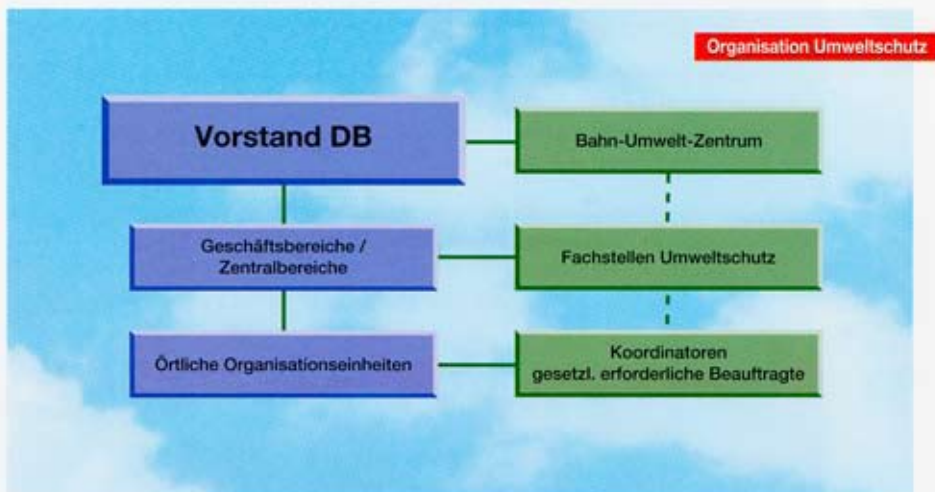 Organisation Umweltschutz
Vorstand DB
Bahn-Umwelt-Zentrum
Geschäftsbereiche /
Zentralbereiche
Fachstellen Umweltschutz
Örtliche Organisationseinheiten
Koordinatoren
gesetzl. erforderliche Beauftragte